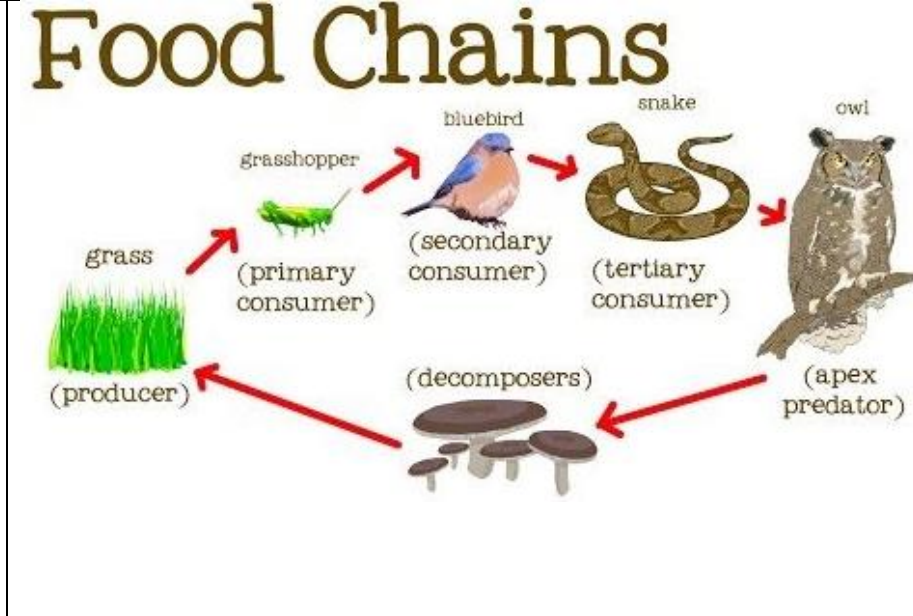 Food Chains
grass
(producer)
grasshopper
(primary
consumer)
bluebird
(secondary
consumer)
snake
(tertiary
consumer)
owl
(apex
predator)
(decomposers)